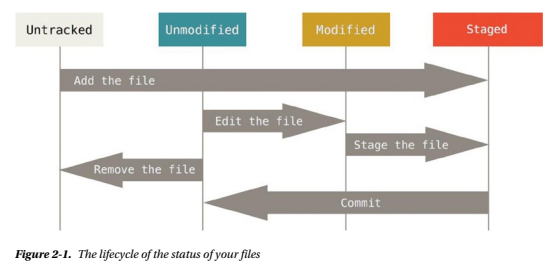 Untracked Unmodified Modified Staged
Add the file
Edit the file
Stage the file
Remove the file
Commit
Figure 2-1. The lifecycle of the status of your files